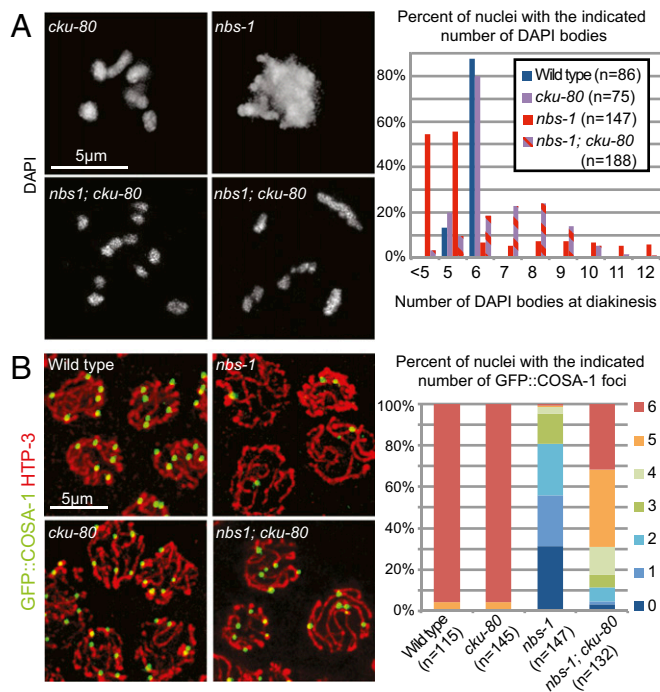 A
cku-80
nbs-1
DAPI
5µm
nbs1; cku-80
nbs1; cku-80
Percent of nuclei with the indicated
number of DAPI bodies
80%
60%
40%
20%
0%
Wild type (n=86)
cku-80 (n=75)
nbs-1 (n=147)
nbs-1; cku-80
(n=188)
<5 5 6 7 8 9 10 11 12
Number of DAPI bodies at diakinesis
B
Wild type
nbs-1
GFP::COSA-1 HTP-3
5µm
cku-80
nbs1; cku-80
Percent of nuclei with the indicated
number of GFP::COSA-1 foci
100%
80%
60%
40%
20%
0%
6
5
4
3
2
1
0
Wild type
(n=115)
cku-80
(n=145)
nbs-1
(n=147)
nbs-1; cku-80
(n=132)